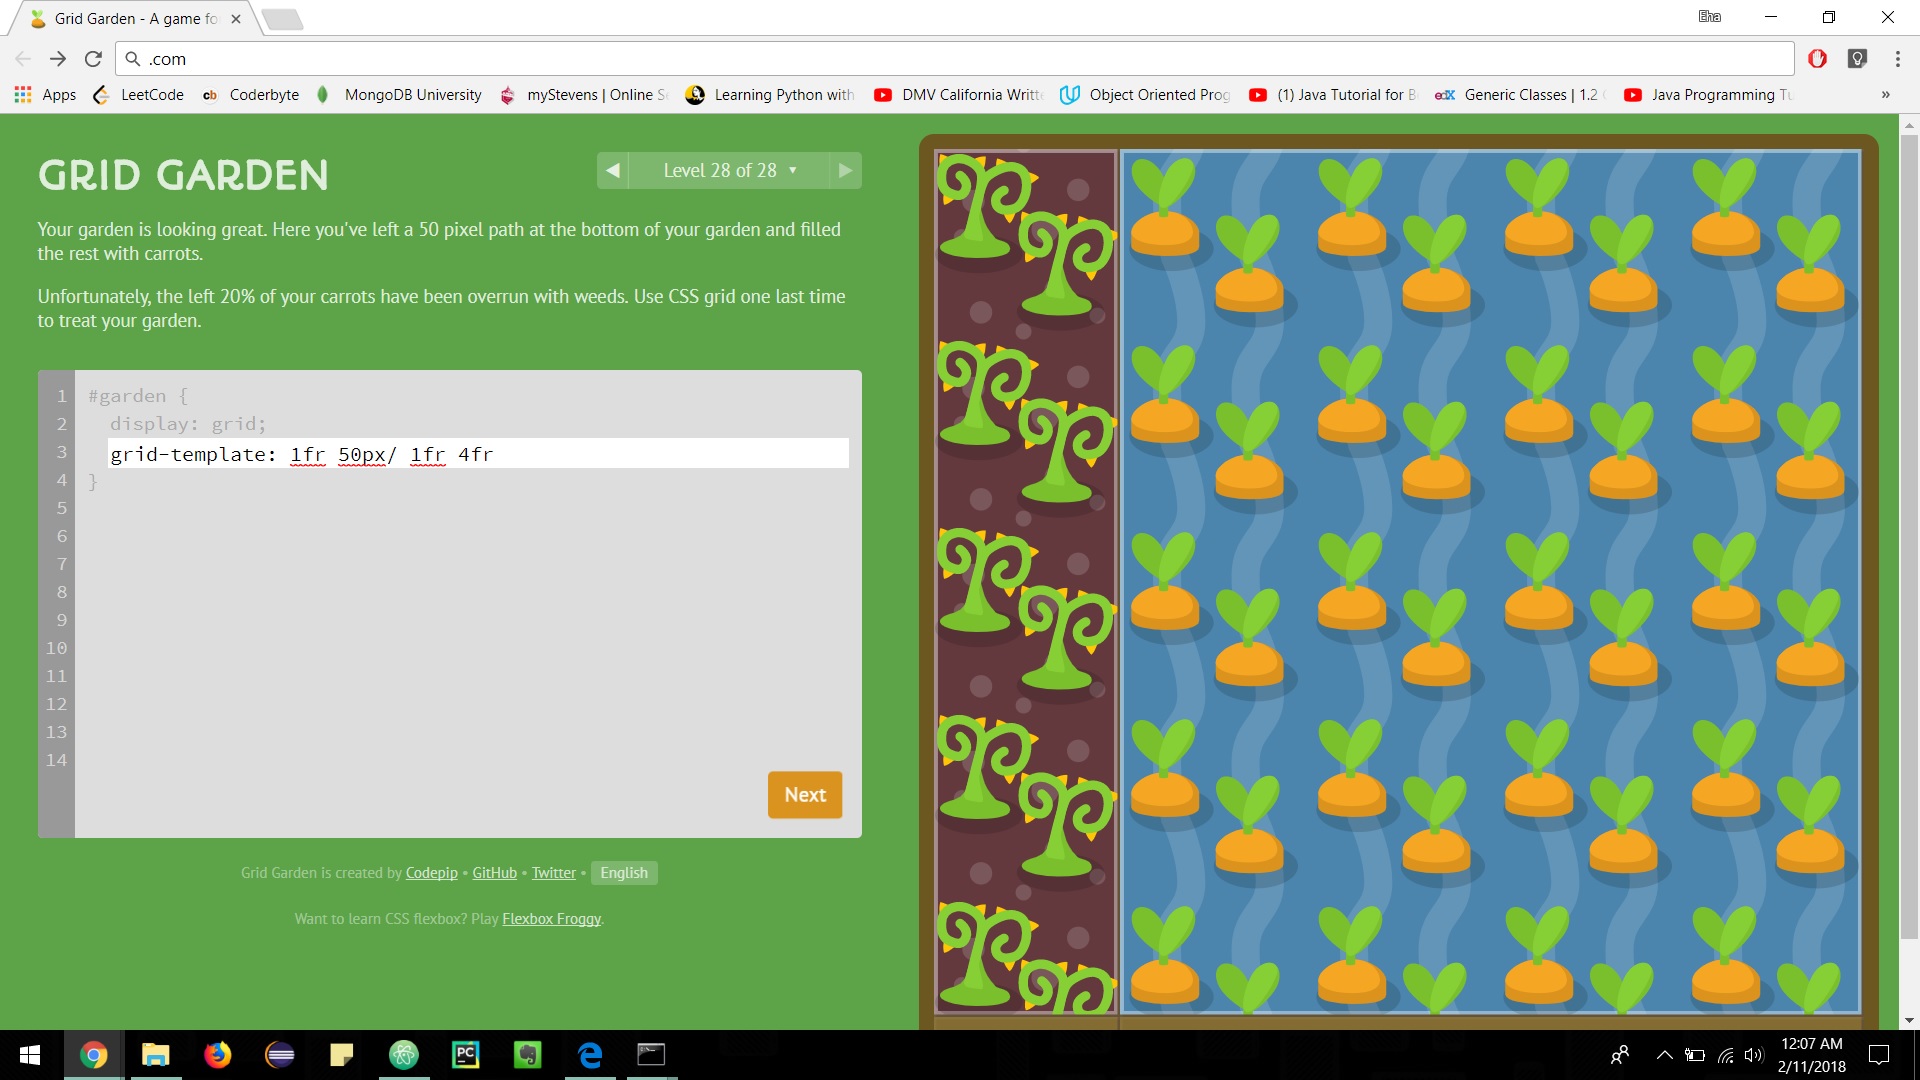 Grid Garden - A game fo
Eha
.com
Apps LeetCode Coderbyte MongoDB University myStevens | Online Se Learning Python with DMV California Writte Object Oriented Prog (1) Java Tutorial for B Generic Classes | 1.2 Java Programming Tu »
GRID GARDEN
Level 28 of 28 ▼
Your garden is looking great. Here you've left a 50 pixel path at the bottom of your garden and filled
the rest with carrots.
Unfortunately, the left 20% of your carrots have been overrun with weeds. Use CSS grid one last time
to treat your garden.
1 #garden {
2 display: grid;
3 grid-template: 1fr 50px/ 1fr 4fr
4 }
5
6
7
8
9
10
11
12
13
14
Next
Grid Garden is created by Codepip • GitHub • Twitter • English
Want to learn CSS flexbox? Play Flexbox Froggy.
12:07 AM
2/11/2018